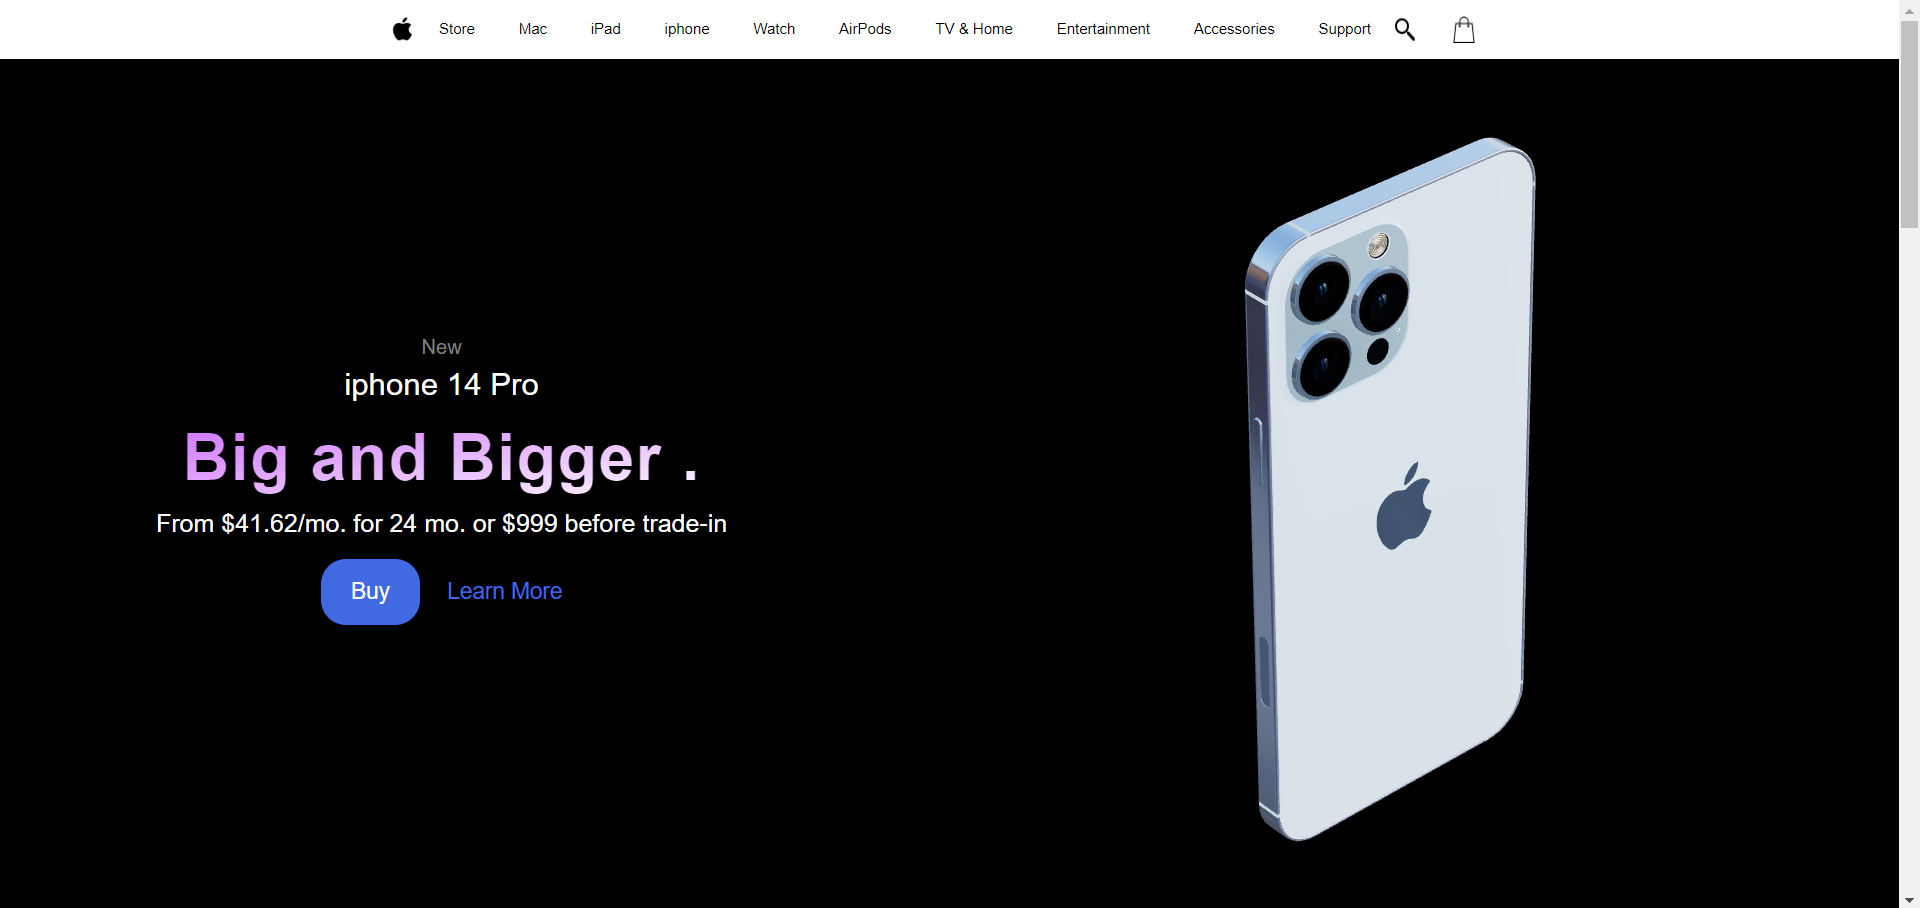 Store Mac iPad iphone Watch AirPods TV & Home Entertainment Accessories Support
New
iphone 14 Pro
Big and Bigger .
From $41.62/mo. for 24 mo. or $999 before trade-in
Buy Learn More